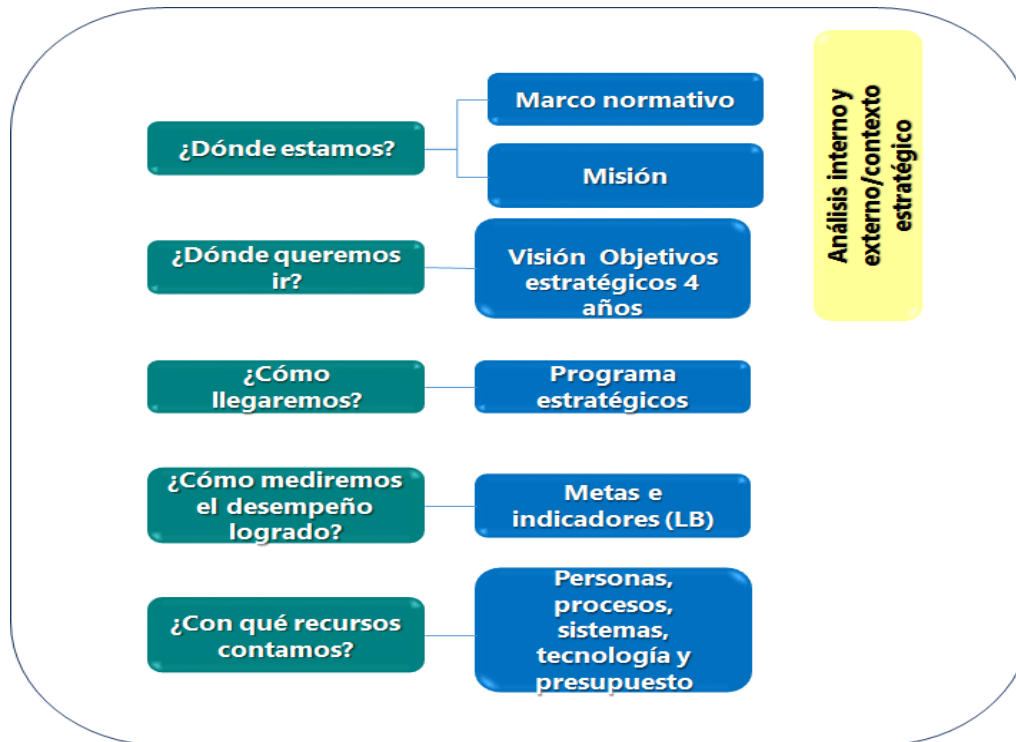 ¿Dónde estamos?
Marco normativo
Misión
¿Dónde queremos
ir?
Visión Objetivos
estratégicos 4
años
¿Cómo
llegaremos?
Programa
estratégicos
¿Cómo mediremos
el desempeño
logrado?
Metas e
indicadores (LB)
¿Con qué recursos
contamos?
Personas,
procesos,
sistemas,
tecnología y
presupuesto
Análisis interno y
externo/contexto
estratégico